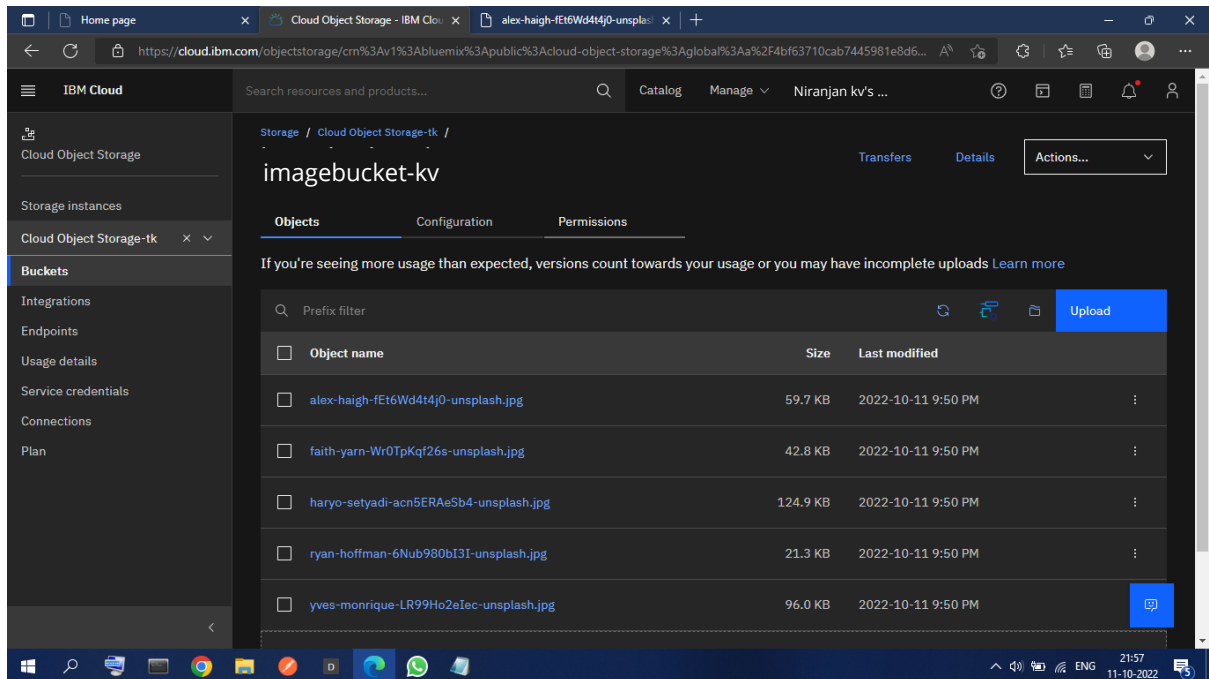 Home page
Cloud Object Storage - IBM Clou
alex-haigh-fEt6Wd4t4j0-unsplas
https://cloud.ibm.com/objectstorage/crn%3Av1%3Abluemix%3Apublic%3Acloud-object-storage%3Aglobal%3Aa%2F4bf63710cab7445981e8d6...
IBM Cloud
Search resources and products...
Catalog
Manage
Niranjan kv's ...
Cloud Object Storage
Storage instances
Cloud Object Storage-tk
Buckets
Integrations
Endpoints
Usage details
Service credentials
Connections
Plan
Storage / Cloud Object Storage-tk /
imagebucket-kv
Transfers
Details
Actions...
Objects
Configuration
Permissions
If you're seeing more usage than expected, versions count towards your usage or you may have incomplete uploads Learn more
Prefix filter
Upload
Object name Size Last modified
alex-haigh-fEt6Wd4t4j0-unsplash.jpg 59.7 KB 2022-10-11 9:50 PM
faith-yarn-Wr0TpKqf26s-unsplash.jpg 42.8 KB 2022-10-11 9:50 PM
haryo-setyadi-acn5ERAeSb4-unsplash.jpg 124.9 KB 2022-10-11 9:50 PM
ryan-hoffman-6Nub980bI3I-unsplash.jpg 21.3 KB 2022-10-11 9:50 PM
yves-monrique-LR99Ho2eIec-unsplash.jpg 96.0 KB 2022-10-11 9:50 PM
D
ENG
21:57
11-10-2022
5